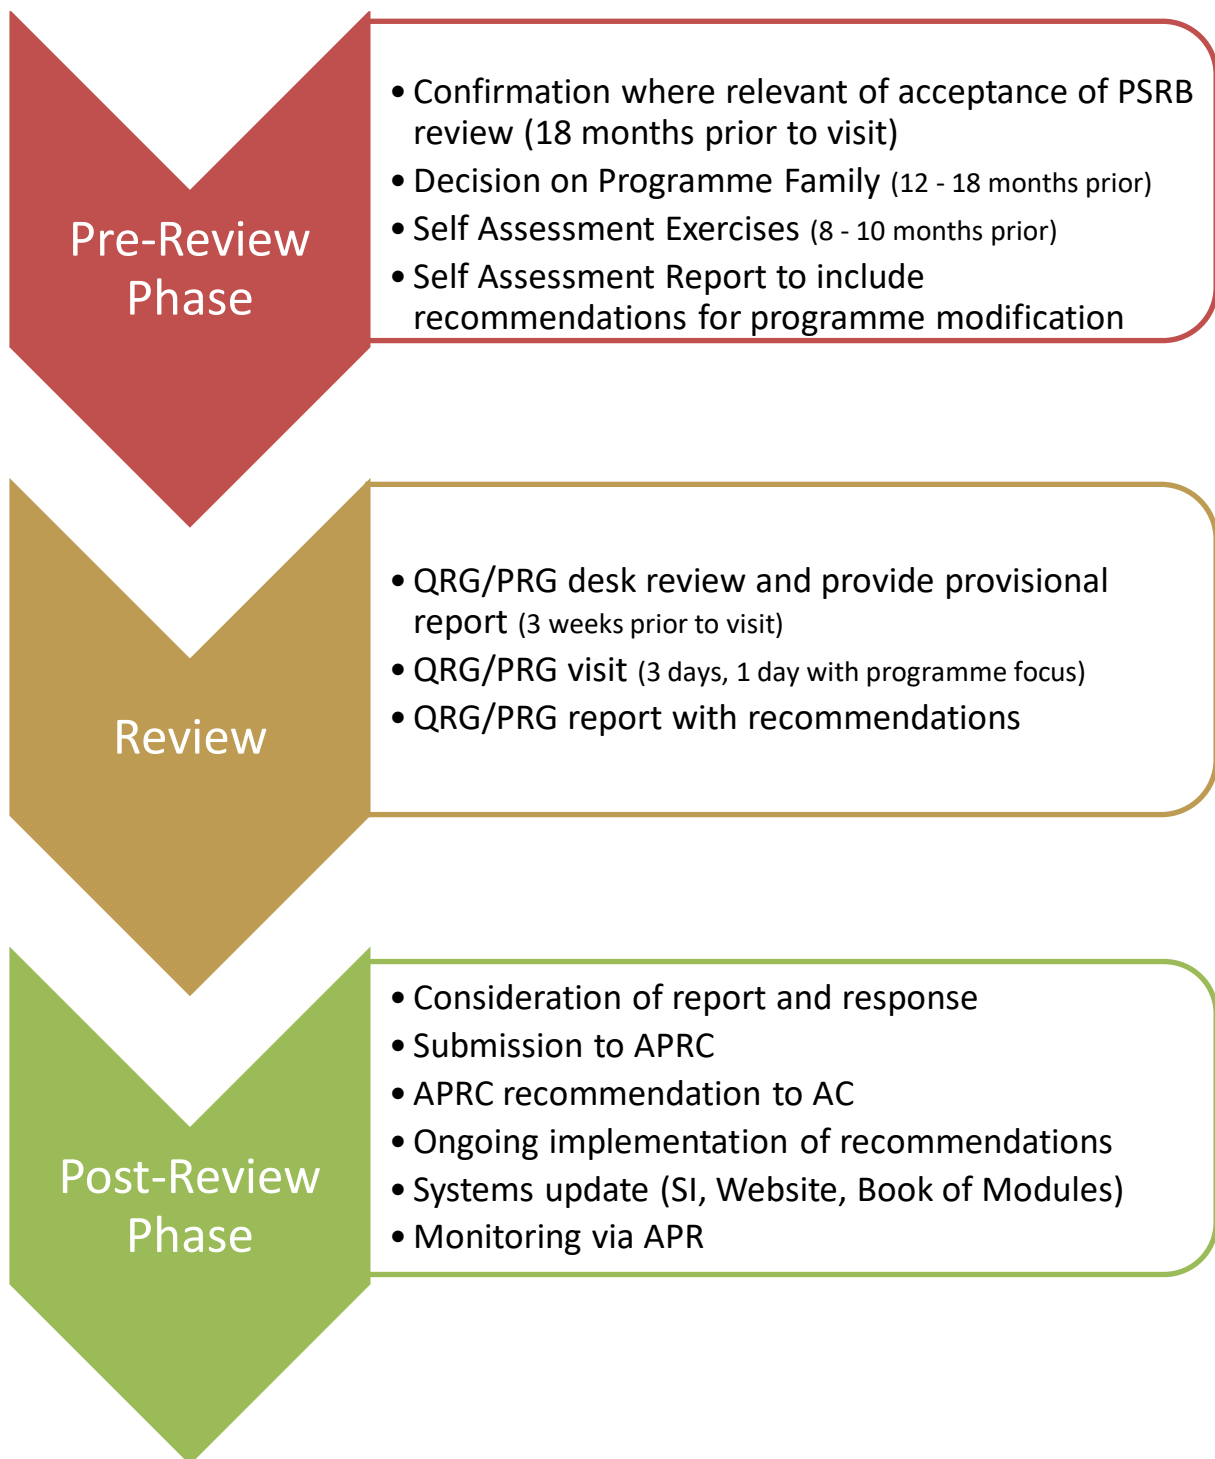 Pre-Review
Phase
• Confirmation where relevant of acceptance of PSRB
review (18 months prior to visit)
• Decision on Programme Family (12 - 18 months prior)
• Self Assessment Exercises (8 - 10 months prior)
• Self Assessment Report to include
recommendations for programme modification
Review
• QRG/PRG desk review and provide provisional
report (3 weeks prior to visit)
• QRG/PRG visit (3 days, 1 day with programme focus)
• QRG/PRG report with recommendations
Post-Review
Phase
• Consideration of report and response
• Submission to APRC
• APRC recommendation to AC
• Ongoing implementation of recommendations
• Systems update (SI, Website, Book of Modules)
• Monitoring via APR